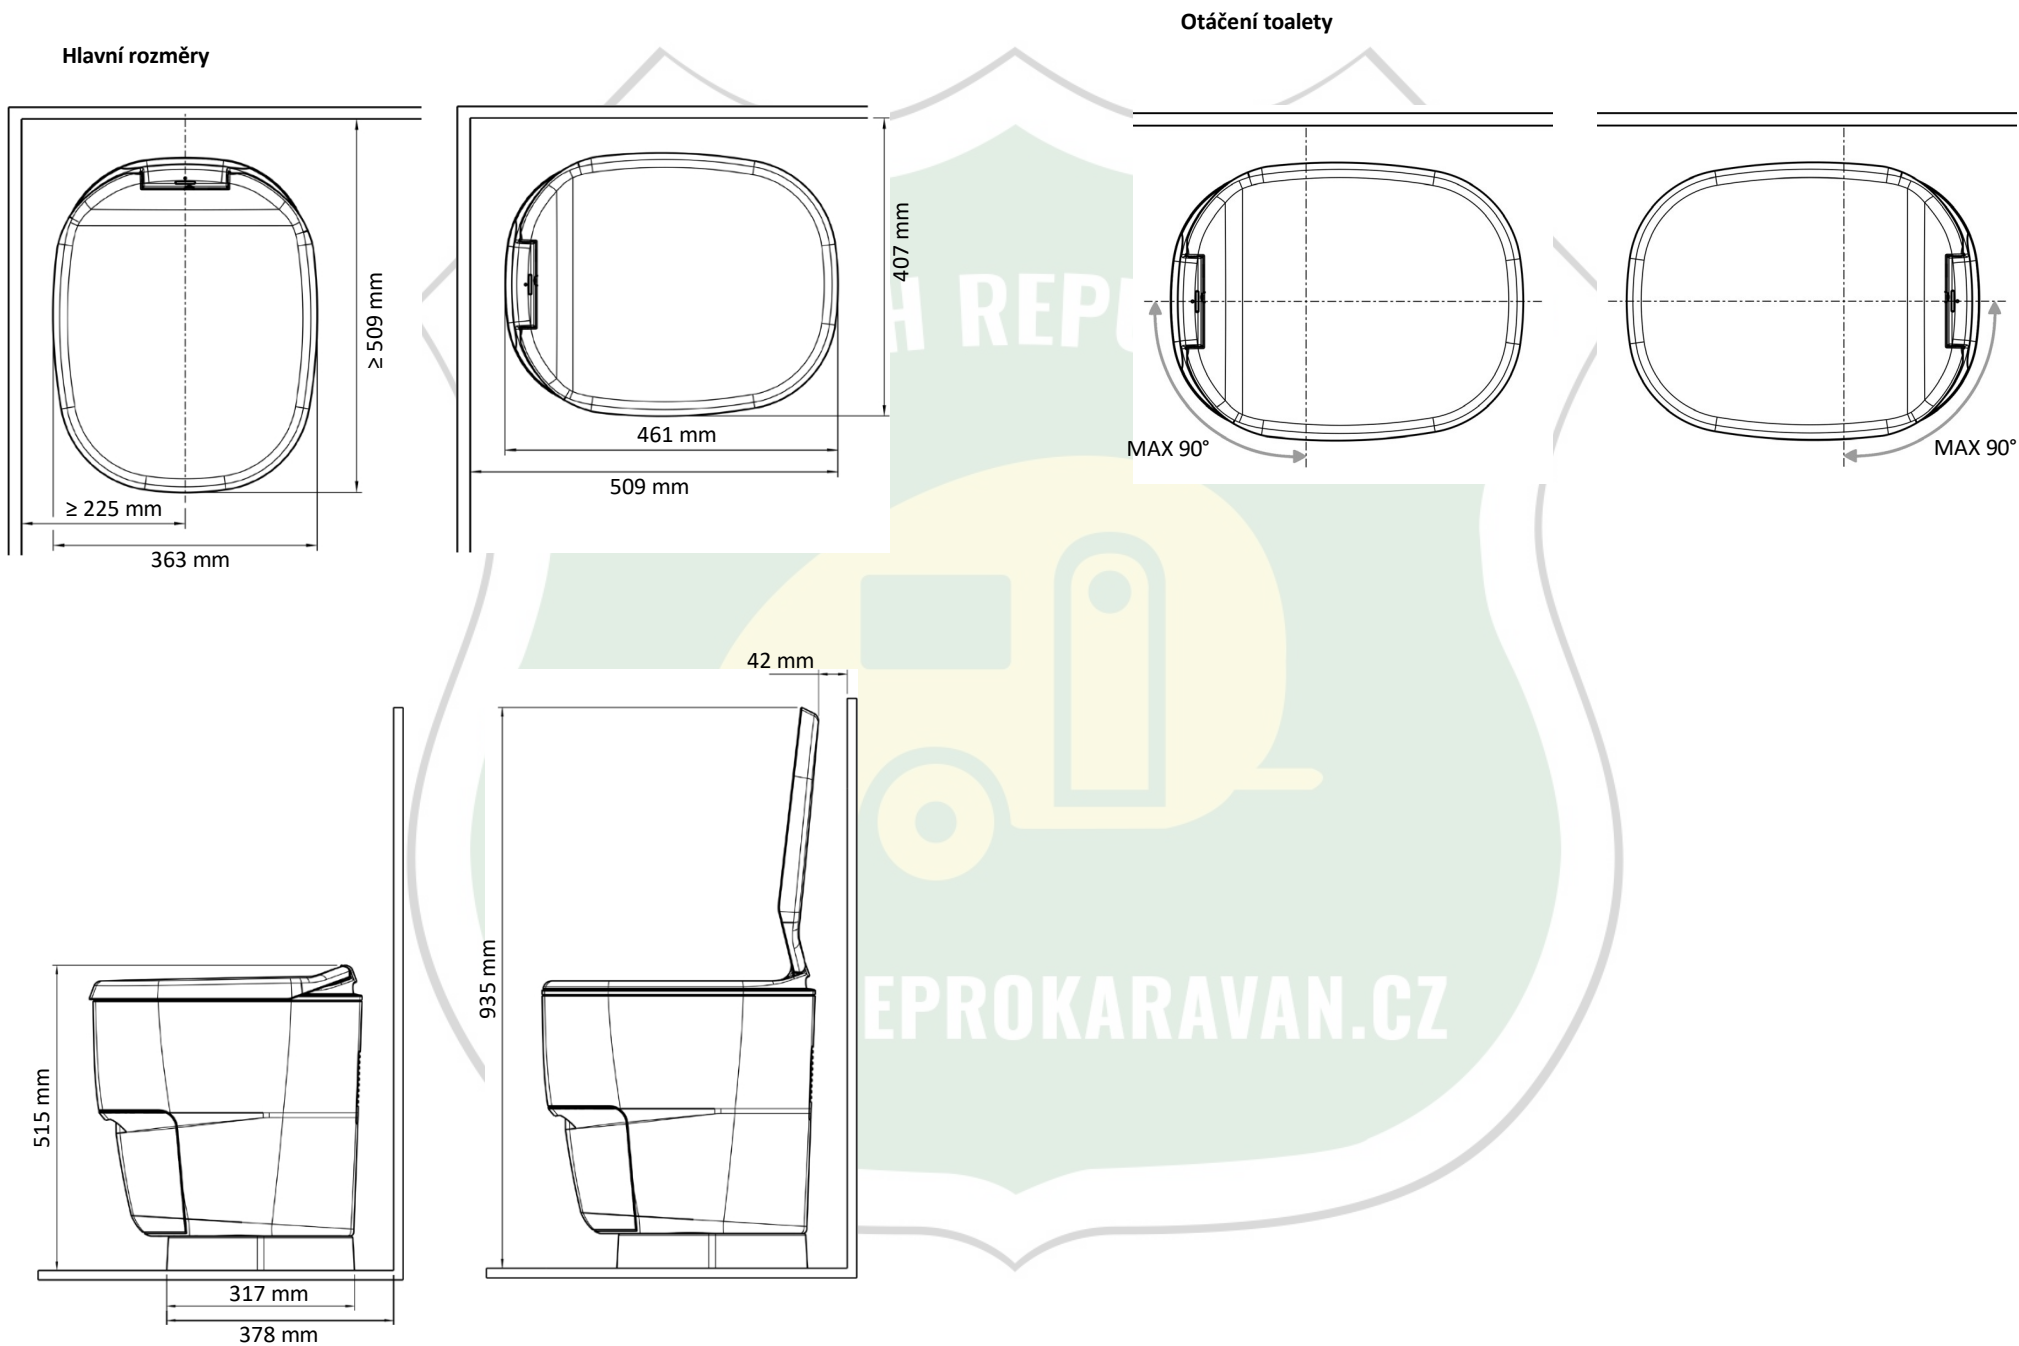 Otáčení toalety
Hlavní rozměry
≥ 509 mm
≥ 225 mm
363 mm
407 mm
461 mm
509 mm
MAX 90°
MAX 90°
H REPU
42 mm
935 mm
515 mm
317 mm
378 mm
EPROKARAVAN.CZ